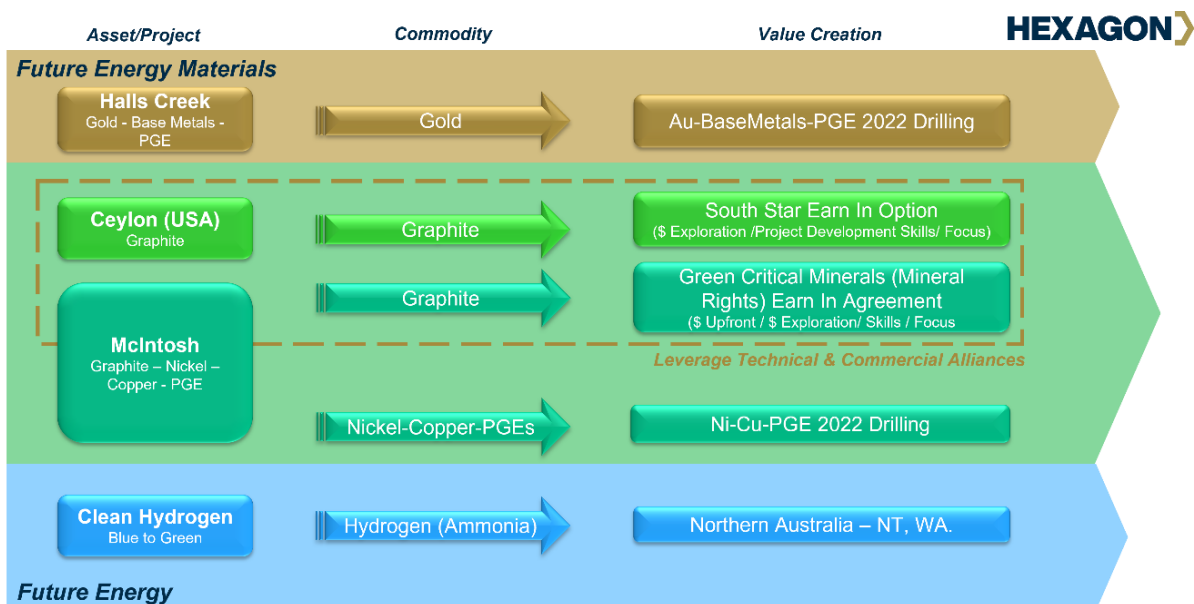 Asset/Project
Commodity
Value Creation
HEXAGON
Future Energy Materials
Halls Creek
Gold - Base Metals -
PGE
Gold
Au-BaseMetals-PGE 2022 Drilling
Ceylon (USA)
Graphite
Graphite
South Star Earn In Option
($ Exploration /Project Development Skills/ Focus)
McIntosh
Graphite – Nickel –
Copper - PGE
Graphite
Green Critical Minerals (Mineral
Rights) Earn In Agreement
($ Upfront / $ Exploration/ Skills / Focus
Leverage Technical & Commercial Alliances
Nickel-Copper-PGEs
Ni-Cu-PGE 2022 Drilling
Clean Hydrogen
Blue to Green
Hydrogen (Ammonia)
Northern Australia – NT, WA.
Future Energy